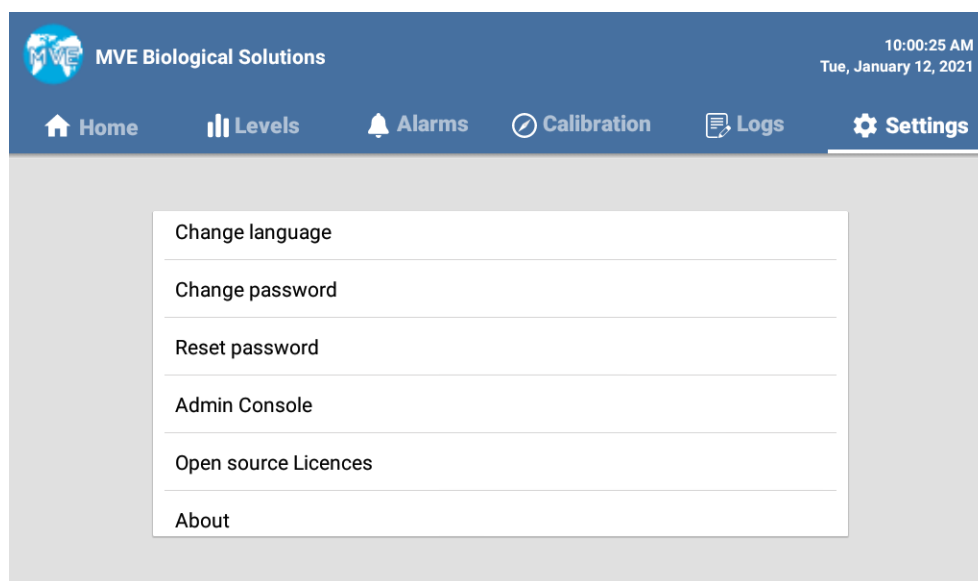 MVE
MVE Biological Solutions
10:00:25 AM
Tue, January 12, 2021
Home
Levels
Alarms
Calibration
Logs
Settings
Change language
Change password
Reset password
Admin Console
Open source Licences
About